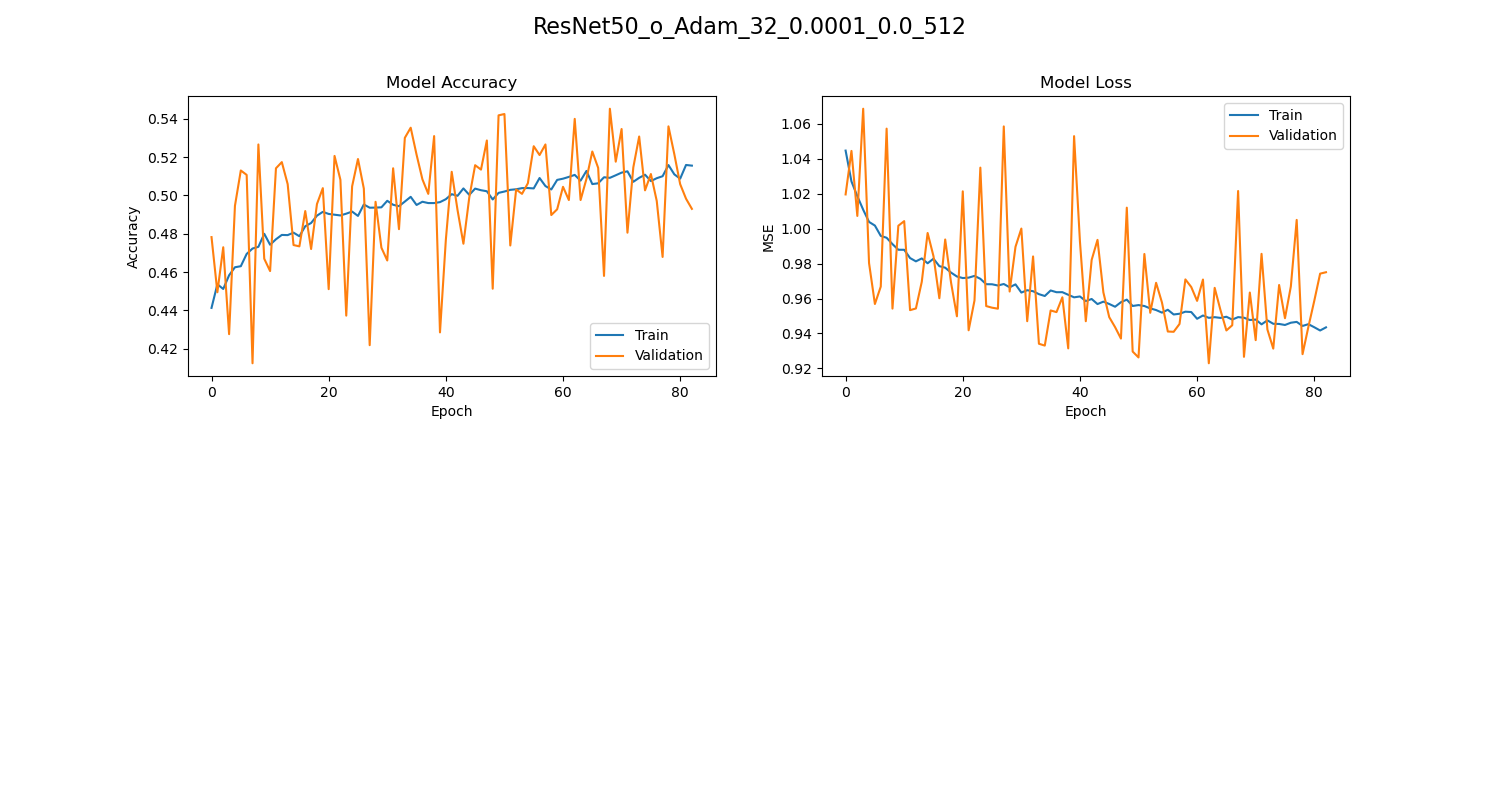 ResNet50_o_Adam_32_0.0001_0.0_512
Model Accuracy
0.54
0.52
0.50
0.48
0.46
0.44
0.42
Accuracy
0
20
40
60
80
Epoch
Train
Validation
Model Loss
1.06
1.04
1.02
1.00
0.98
0.96
0.94
0.92
MSE
0
20
40
60
80
Epoch
Train
Validation